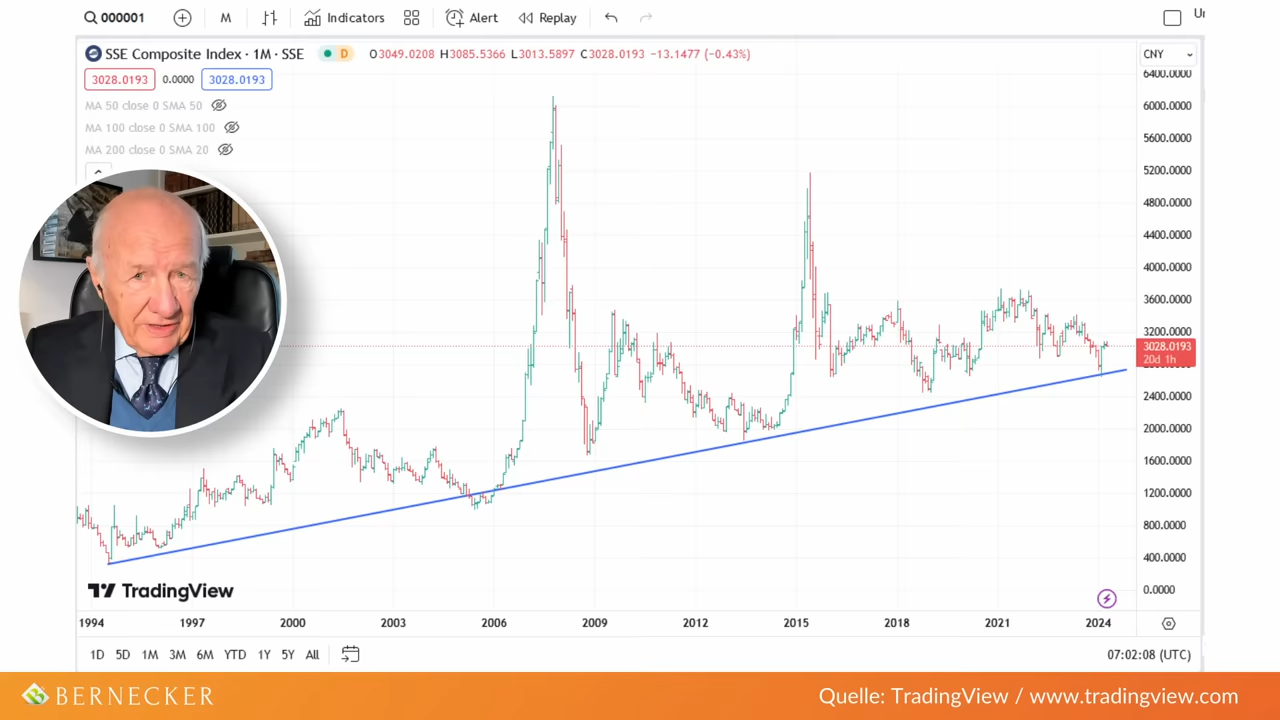 000001 M Indicators Alert Replay Ur
SSE Composite Index · 1M · SSE D O3049.0208 H3085.5366 L3013.5897 C3028.0193 −13.1477 (−0.43%) CNY
3028.0193 0.0000 3028.0193
MA 50 close 0 SMA 50
MA 100 close 0 SMA 100
MA 200 close 0 SMA 20
6400.0000
6000.0000
5600.0000
5200.0000
4800.0000
4400.0000
4000.0000
3600.0000
3200.0000
3028.0193
20d 1h
2400.0000
2000.0000
1600.0000
1200.0000
800.0000
400.0000
0.0000
TradingView
1994 1997 2000 2003 2006 2009 2012 2015 2018 2021 2024
1D 5D 1M 3M 6M YTD 1Y 5Y All 07:02:08 (UTC)
BERNECKER Quelle: TradingView / www.tradingview.com